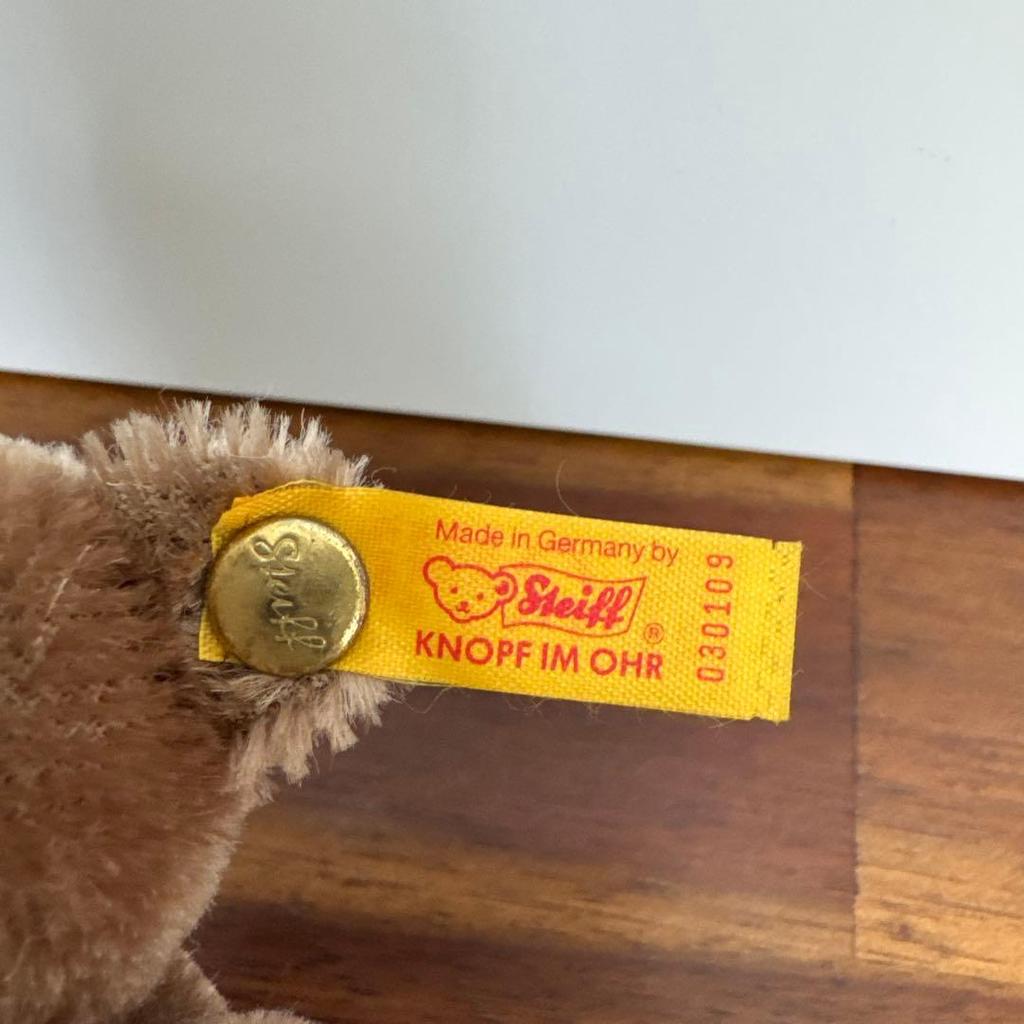 Steiff
Made in Germany by
Steiff
®
KNOPF IM OHR
030109